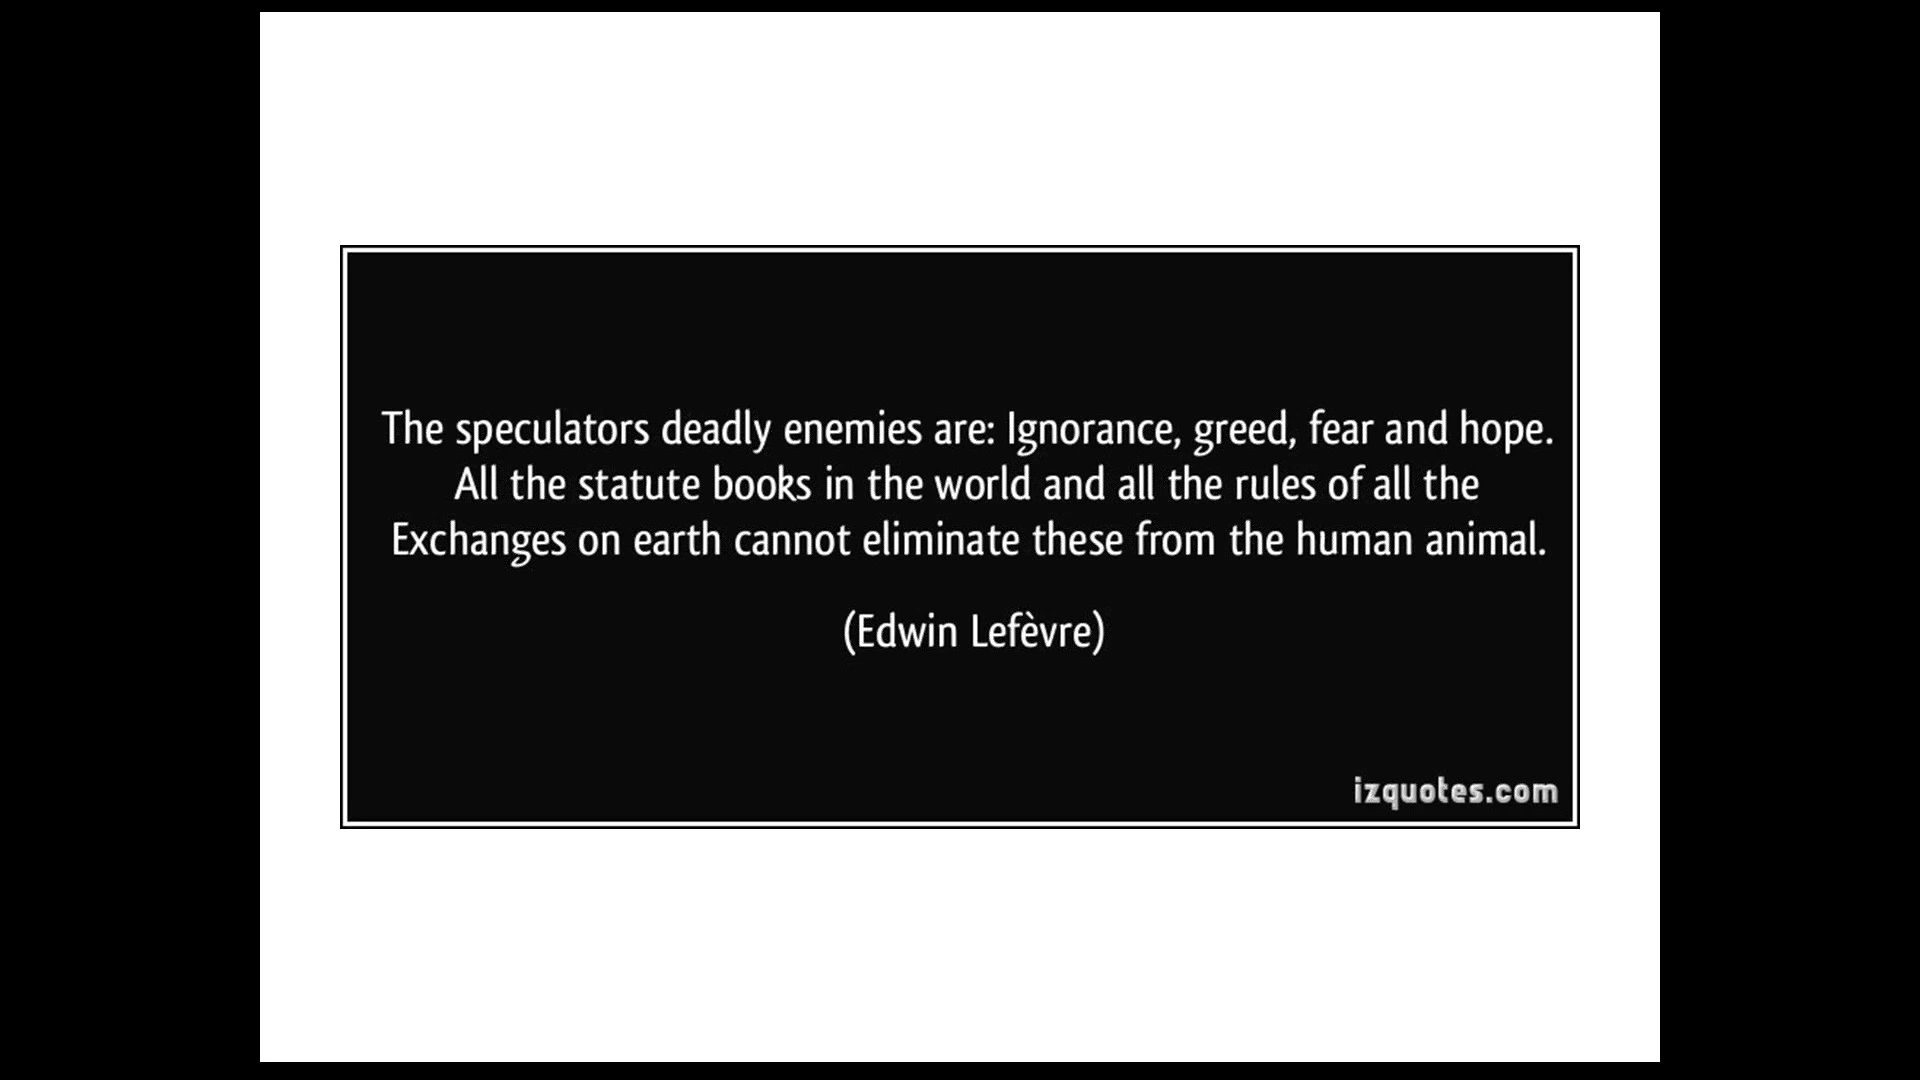 The speculators deadly enemies are: Ignorance, greed, fear and hope.
All the statute books in the world and all the rules of all the
Exchanges on earth cannot eliminate these from the human animal.
(Edwin Lefèvre)
izquotes.com